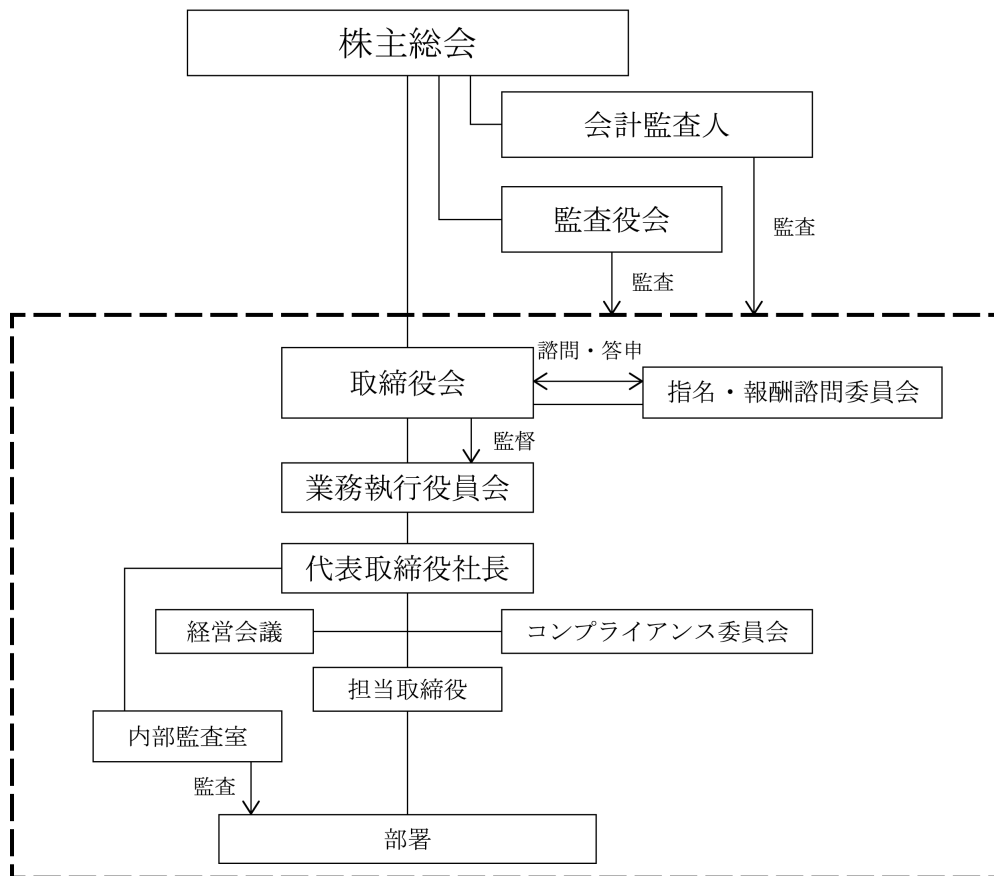 株主総会
会計監査人
監査役会
監査
監査
諮問・答申
取締役会
指名・報酬諮問委員会
監督
業務執行役員会
代表取締役社長
経営会議
コンプライアンス委員会
担当取締役
内部監査室
監査
部署